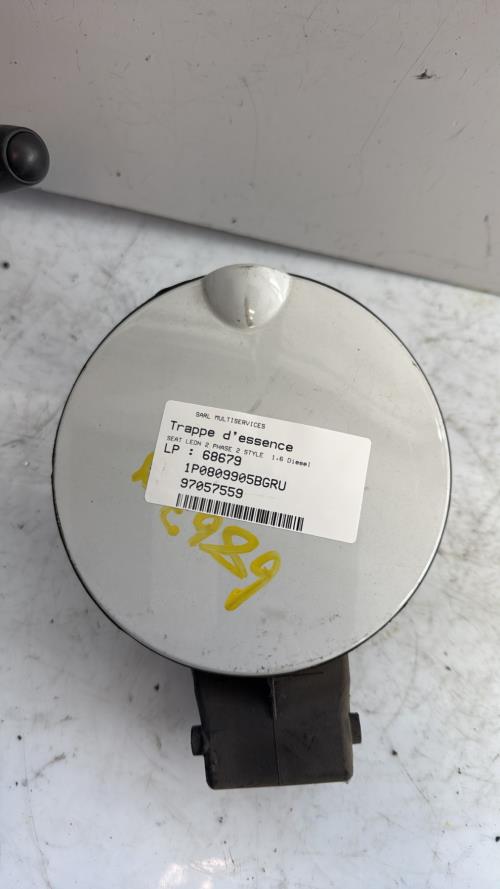 SARL MULTISERVICES
Trappe d'essence
SEAT LEON 2 PHASE 2 STYLE 1.6 Diesel
LP : 68679
1P0809905BGRU
97057559